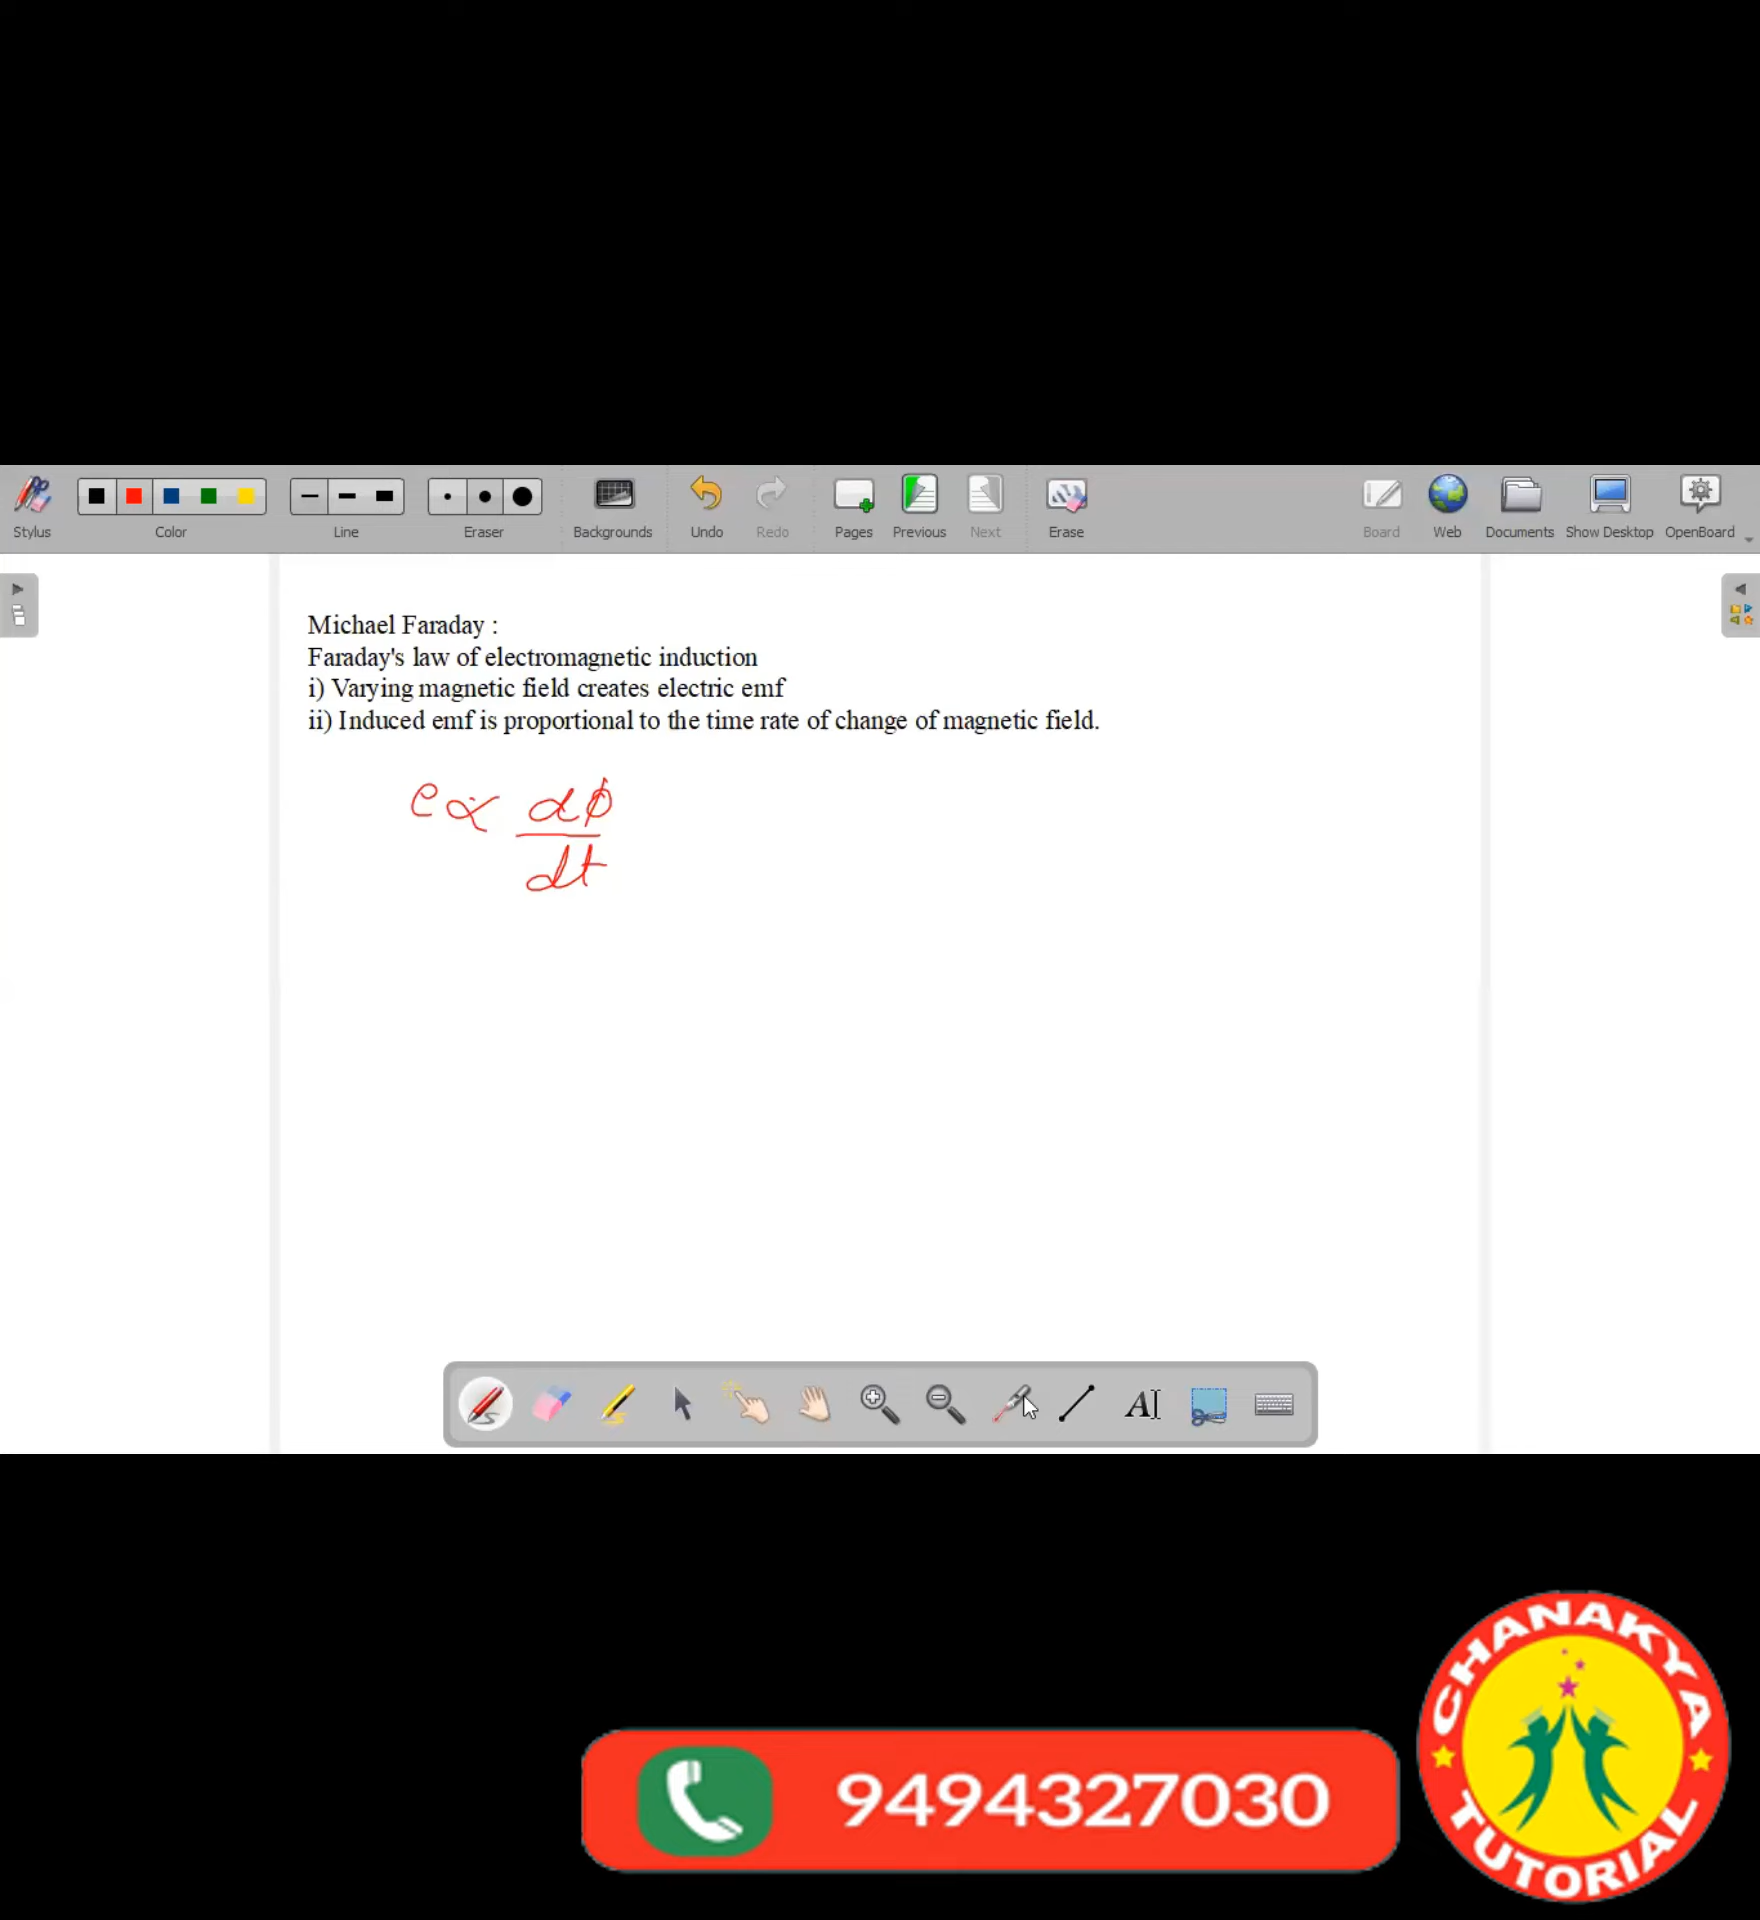 Stylus Color Line Eraser Backgrounds Undo Redo Pages Previous Next Erase Board Web Documents Show Desktop OpenBoard
Michael Faraday :
Faraday's law of electromagnetic induction
i) Varying magnetic field creates electric emf
ii) Induced emf is proportional to the time rate of change of magnetic field.
e ∝ dϕ
dt
AI
CHANAKYA
TUTORIAL
9494327030